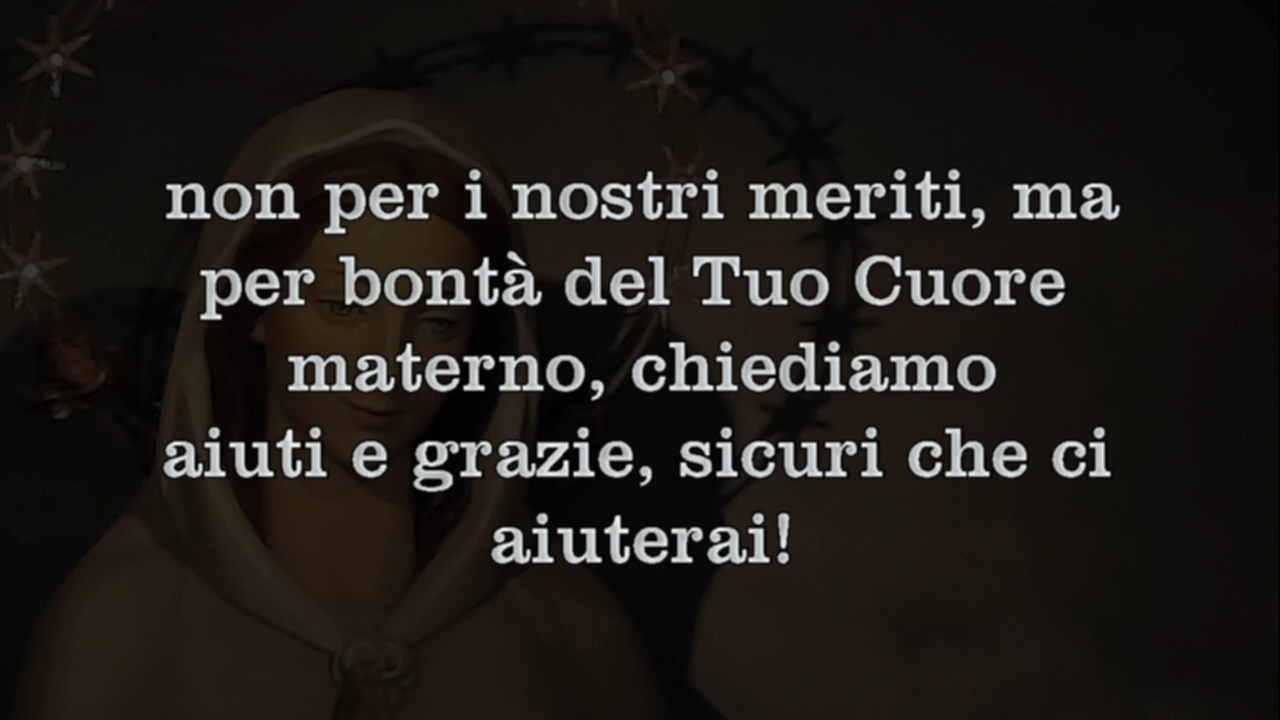 non per i nostri meriti, ma
per bontà del Tuo Cuore
materno, chiediamo
aiuti e grazie, sicuri che ci
aiuterai!